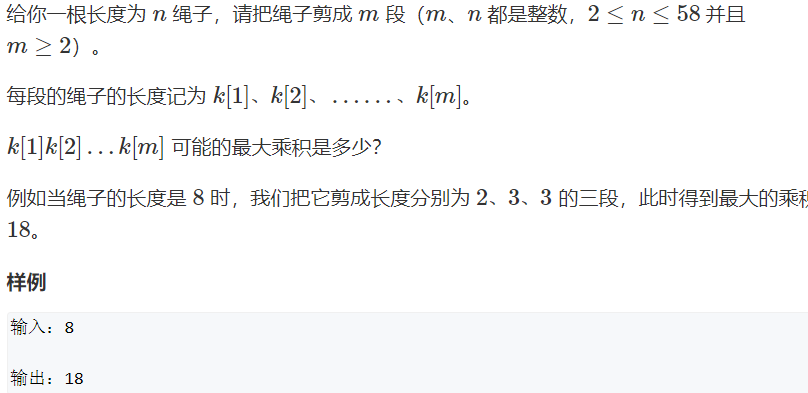 给你一根长度为 n 绳子，请把绳子剪成 m 段（m、n 都是整数，2 ≤ n ≤ 58 并且
m ≥ 2）。
每段的绳子的长度记为 k[1]、k[2]、……、k[m]。
k[1]k[2]…k[m] 可能的最大乘积是多少？
例如当绳子的长度是 8 时，我们把它剪成长度分别为 2、3、3 的三段，此时得到最大的乘积
18。
样例
输入：8
输出：18